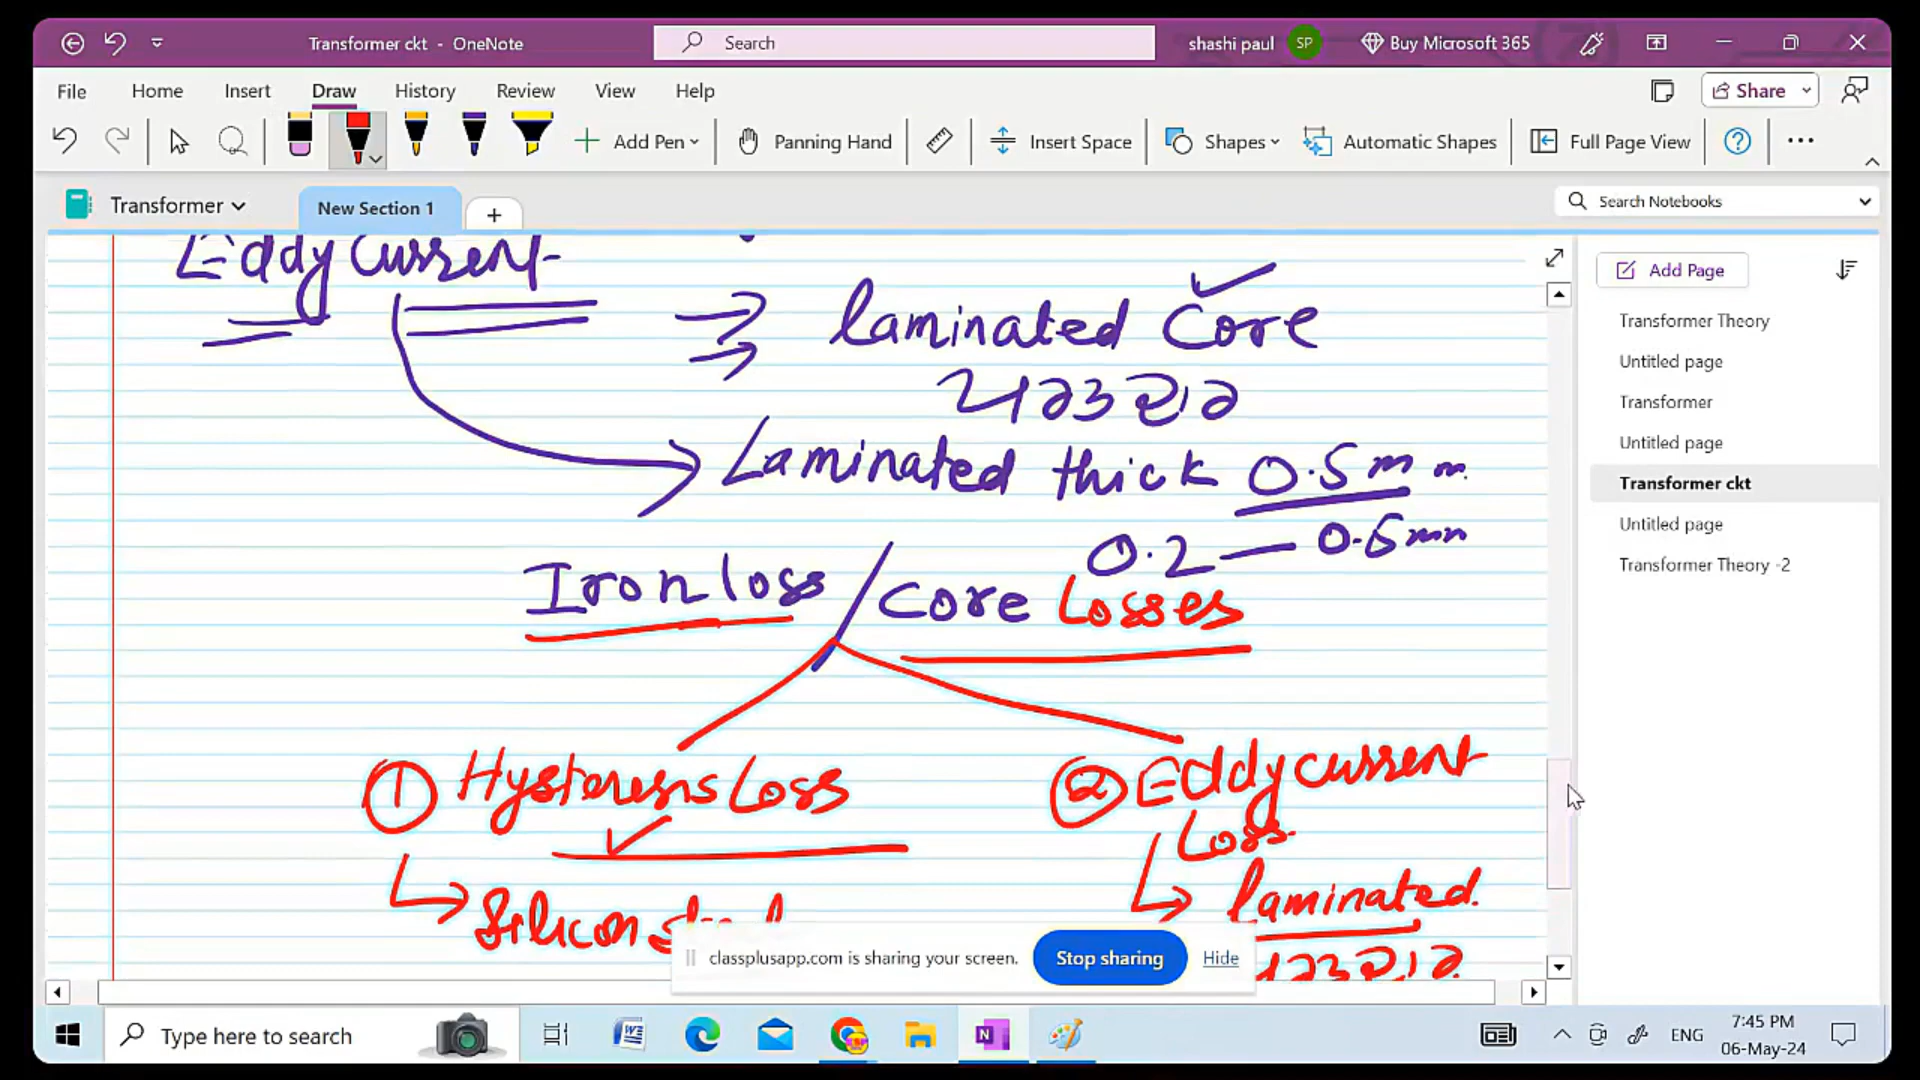 Transformer ckt - OneNote
Search
shashi paul SP
Buy Microsoft 365
File Home Insert Draw History Review View Help
Share
Add Pen
Panning Hand
Insert Space
Shapes
Automatic Shapes
Full Page View
Transformer
New Section 1
Search Notebooks
Eddy Current
laminated Core
Laminated thick 0.5 mm
0.2 — 0.5mm
Iron loss / Core Losses
① Hysteresis Loss
② Eddy current
Loss
Silicon
laminated.
Add Page
Transformer Theory
Untitled page
Transformer
Untitled page
Transformer ckt
Untitled page
Transformer Theory -2
classplusapp.com is sharing your screen.
Stop sharing
Hide
Type here to search
ENG
7:45 PM
06-May-24